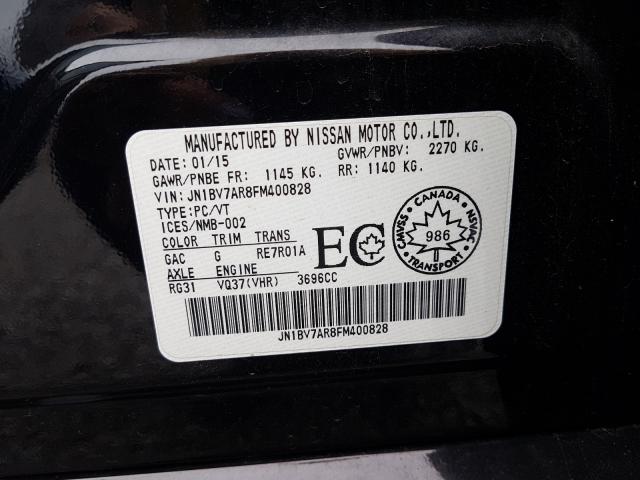 MANUFACTURED BY NISSAN MOTOR CO.,LTD.
DATE: 01/15 GVWR/PNBV: 2270 KG.
GAWR/PNBE FR: 1145 KG. RR: 1140 KG.
VIN: JN1BV7AR8FM400828
TYPE: PC/VT
ICES/NMB-002
COLOR TRIM TRANS
GAC G RE7R01A
AXLE ENGINE
RG31 VQ37(VHR) 3696CC
EC
CANADA
CMVSS 986 NSVAC
TRANSPORT
JN1BV7AR8FM400828